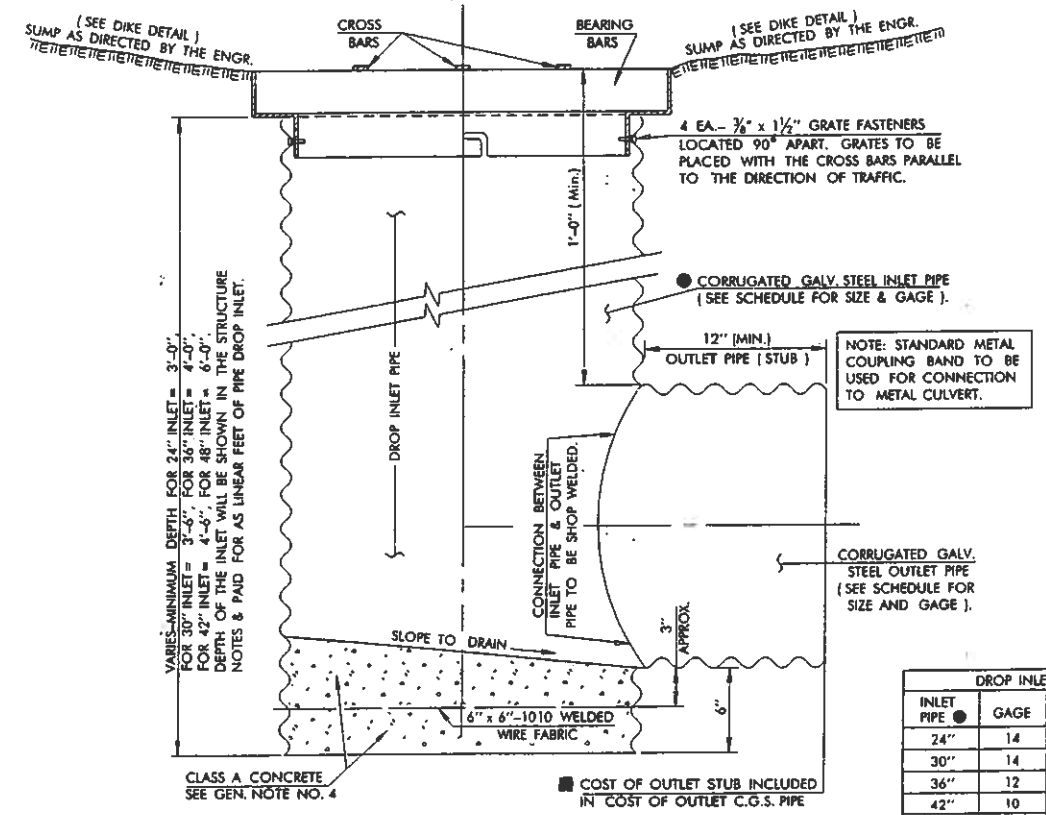 ( SEE DIKE DETAIL )
SUMP AS DIRECTED BY THE ENGR.
CROSS
BARS
BEARING
BARS
( SEE DIKE DETAIL )
SUMP AS DIRECTED BY THE ENGR.
4 EA.- 3/8" x 1 1/2" GRATE FASTENERS
LOCATED 90° APART. GRATES TO BE
PLACED WITH THE CROSS BARS PARALLEL
TO THE DIRECTION OF TRAFFIC.
1'-0" ( Min.)
● CORRUGATED GALV. STEEL INLET PIPE
( SEE SCHEDULE FOR SIZE & GAGE ).
12" (MIN.)
OUTLET PIPE ( STUB )
NOTE: STANDARD METAL
COUPLING BAND TO BE
USED FOR CONNECTION
TO METAL CULVERT.
VARIES-MINIMUM DEPTH FOR 24" INLET = 3'-0",
FOR 30" INLET = 3'-6", FOR 36" INLET = 4'-0",
FOR 42" INLET = 4'-6", FOR 48" INLET = 6'-0".
DEPTH OF THE INLET WILL BE SHOWN IN THE STRUCTURE
NOTES & PAID FOR AS LINEAR FEET OF PIPE DROP INLET.
DROP INLET PIPE
CONNECTION BETWEEN
INLET PIPE & OUTLET
PIPE TO BE SHOP WELDED.
CORRUGATED GALV.
STEEL OUTLET PIPE
( SEE SCHEDULE FOR
SIZE AND GAGE ).
SLOPE TO DRAIN
3"
APPROX.
6"
6" x 6"-1010 WELDED
WIRE FABRIC
CLASS A CONCRETE
SEE GEN. NOTE NO. 4
■ COST OF OUTLET STUB INCLUDED
IN COST OF OUTLET C.G.S. PIPE
DROP INLE
INLET
PIPE ●
GAGE
24" 14
30" 14
36" 12
42" 10